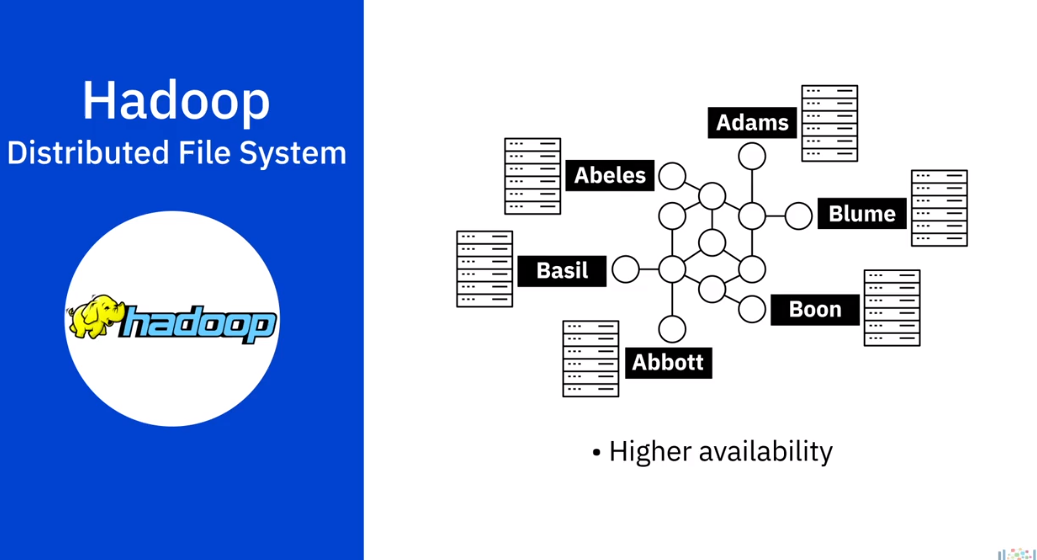 Hadoop
Distributed File System
hadoop
Adams
Abeles
Blume
Basil
Boon
Abbott
• Higher availability